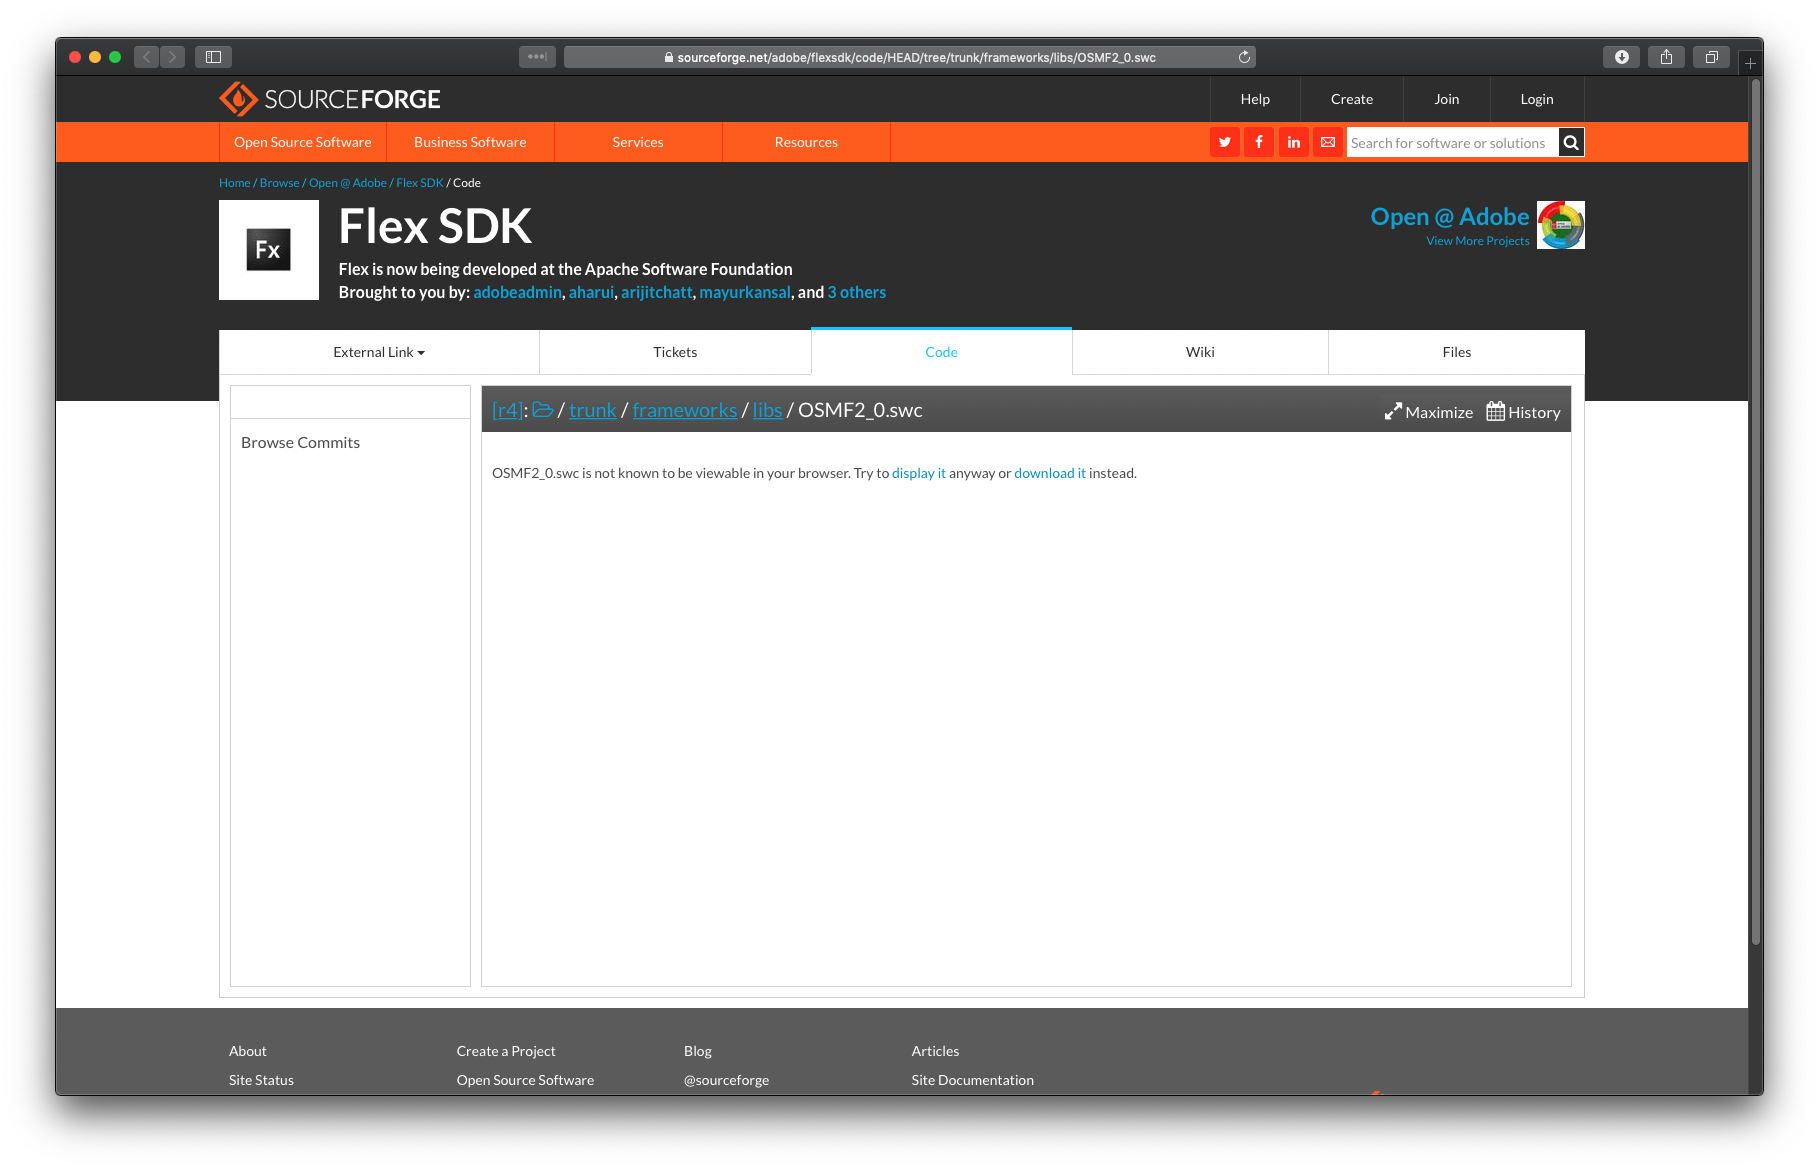 sourceforge.net/adobe/flexsdk/code/HEAD/tree/trunk/frameworks/libs/OSMF2_0.swc
SOURCEFORGE
Help Create Join Login
Open Source Software Business Software Services Resources
Search for software or solutions
Home / Browse / Open @ Adobe / Flex SDK / Code
Fx
Flex SDK
Flex is now being developed at the Apache Software Foundation
Brought to you by: adobeadmin, aharui, arijitchatt, mayurkansal, and 3 others
Open @ Adobe
View More Projects
External Link Tickets Code Wiki Files
Browse Commits
[r4]: / trunk / frameworks / libs / OSMF2_0.swc
Maximize History
OSMF2_0.swc is not known to be viewable in your browser. Try to display it anyway or download it instead.
About Create a Project Blog Articles
Site Status Open Source Software @sourceforge Site Documentation